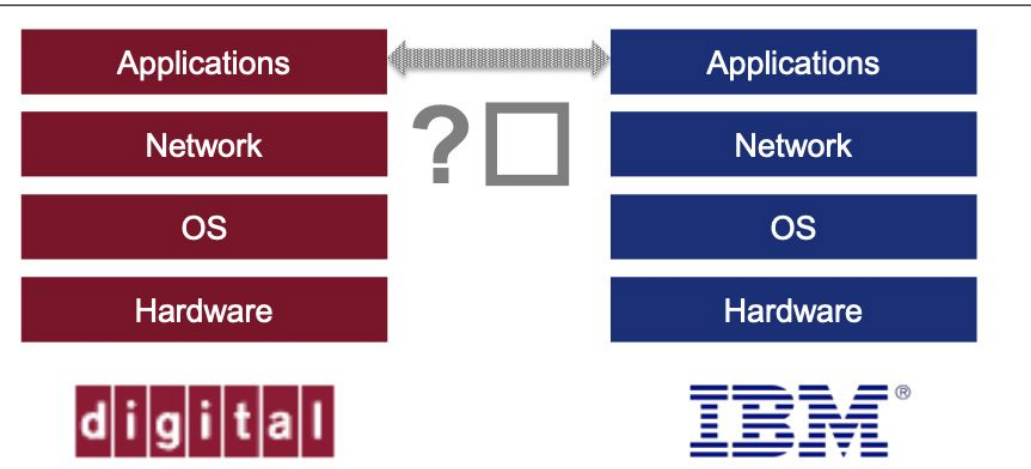 Applications
Applications
?□
Network
Network
OS
OS
Hardware
Hardware
digital
IBM®